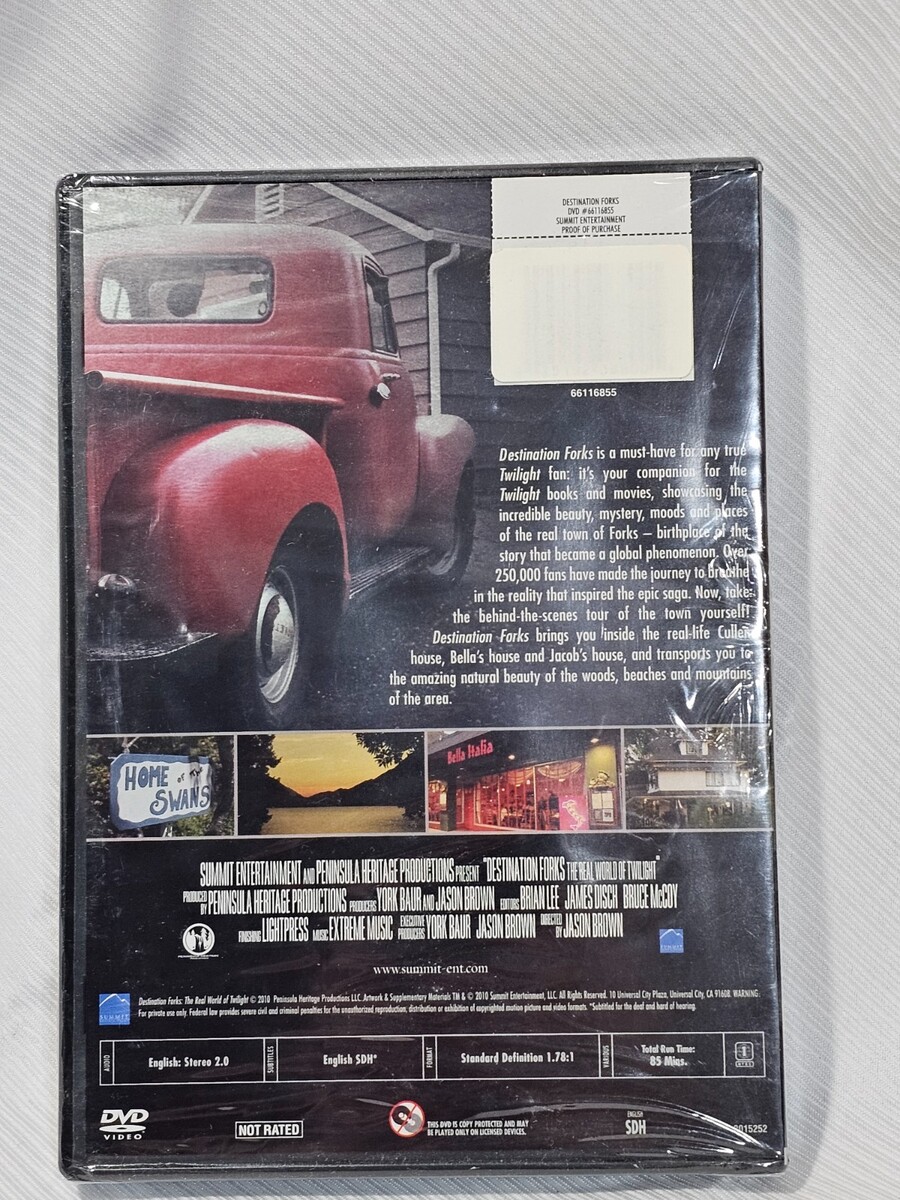 DESTINATION FORKS
DVD #66116855
SUMMIT ENTERTAINMENT
PROOF OF PURCHASE
66116855
Destination Forks is a must-have for any true
Twilight fan: it's your companion for the
Twilight books and movies, showcasing the
incredible beauty, mystery, moods and places
of the real town of Forks – birthplace of the
story that became a global phenomenon. Over
250,000 fans have made the journey to breathe
in the reality that inspired the epic saga. Now, take
the behind-the-scenes tour of the town yourself!
Destination Forks brings you inside the real-life Cullen
house, Bella's house and Jacob's house, and transports you to
the amazing natural beauty of the woods, beaches and mountains
of the area.
HOME OF SWANS
Bella Italia
SUMMIT ENTERTAINMENT AND PENINSULA HERITAGE PRODUCTIONS PRESENT "DESTINATION FORKS THE REAL WORLD OF TWILIGHT"
PRODUCED BY PENINSULA HERITAGE PRODUCTIONS PRODUCERS YORK BAUR AND JASON BROWN EDITORS BRIAN LEE JAMES DISCH BRUCE McCOY
FINISHING LIGHTPRESS MUSIC EXTREME MUSIC EXECUTIVE PRODUCERS YORK BAUR JASON BROWN DIRECTED BY JASON BROWN
www.summit-ent.com
SUMMIT
Destination Forks: The Real World of Twilight © 2010 Peninsula Heritage Productions LLC. Artwork & Supplementary Materials TM & © 2010 Summit Entertainment, LLC. All Rights Reserved. 10 Universal City Plaza, Universal City, CA 91608. WARNING:
For private use only. Federal law provides severe civil and criminal penalties for the unauthorized reproduction, distribution or exhibition of copyrighted motion picture and video formats. *Subtitled for the deaf and hard of hearing.
AUDIO English: Stereo 2.0 SUBTITLES English SDH* FORMAT Standard Definition 1.78:1 VARIOUS Total Run Time: 85 Mins. 1
DVD VIDEO
NOT RATED
THIS DVD IS COPY PROTECTED AND MAY
BE PLAYED ONLY ON LICENSED DEVICES.
ENGLISH
SDH
8015252